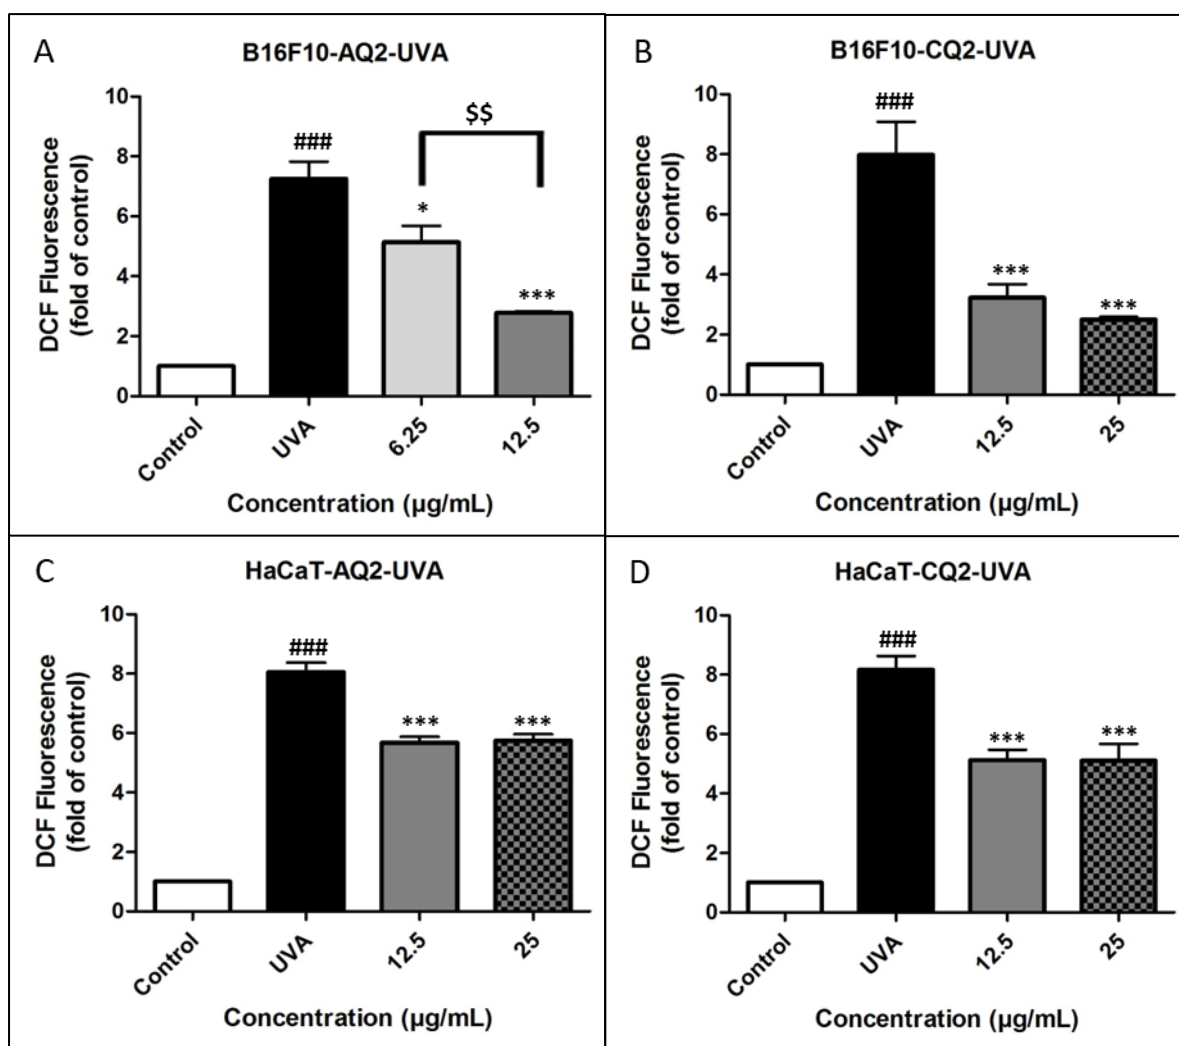 A
B16F10-AQ2-UVA
DCF Fluorescence
(fold of control)
10
8
6
4
2
0
###
*
$$
***
Control
UVA
6.25
12.5
Concentration (µg/mL)
B
B16F10-CQ2-UVA
DCF Fluorescence
(fold of control)
10
8
6
4
2
0
###
***
***
Control
UVA
12.5
25
Concentration (µg/mL)
C
HaCaT-AQ2-UVA
DCF Fluorescence
(fold of control)
10
8
6
4
2
0
###
***
***
Control
UVA
12.5
25
Concentration (µg/mL)
D
HaCaT-CQ2-UVA
DCF Fluorescence
(fold of control)
10
8
6
4
2
0
###
***
***
Control
UVA
12.5
25
Concentration (µg/mL)